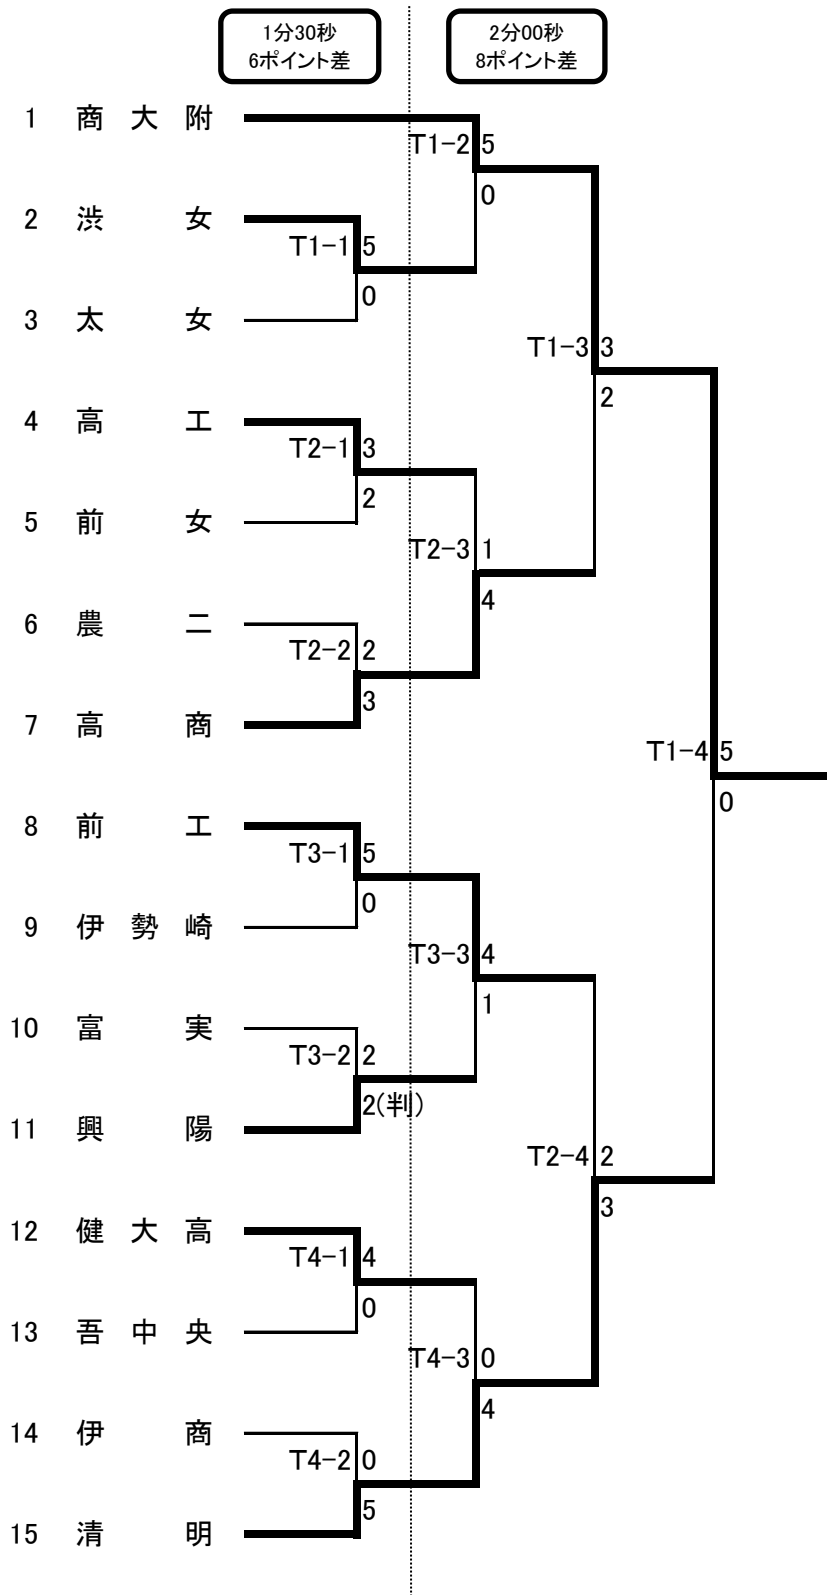 1分30秒
6ポイント差
2分00秒
8ポイント差
1 商大附
T1-2 5
0
2 渋女
T1-1 5
0
3 太女
T1-3 3
2
4 高工
T2-1 3
2
5 前女
T2-3 1
4
6 農二
T2-2 2
3
7 高商
T1-4 5
0
8 前工
T3-1 5
0
9 伊勢崎
T3-3 4
1
10 富実
T3-2 2
2(判)
11 興陽
T2-4 2
3
12 健大高
T4-1 4
0
13 吾中央
T4-3 0
4
14 伊商
T4-2 0
5
15 清明